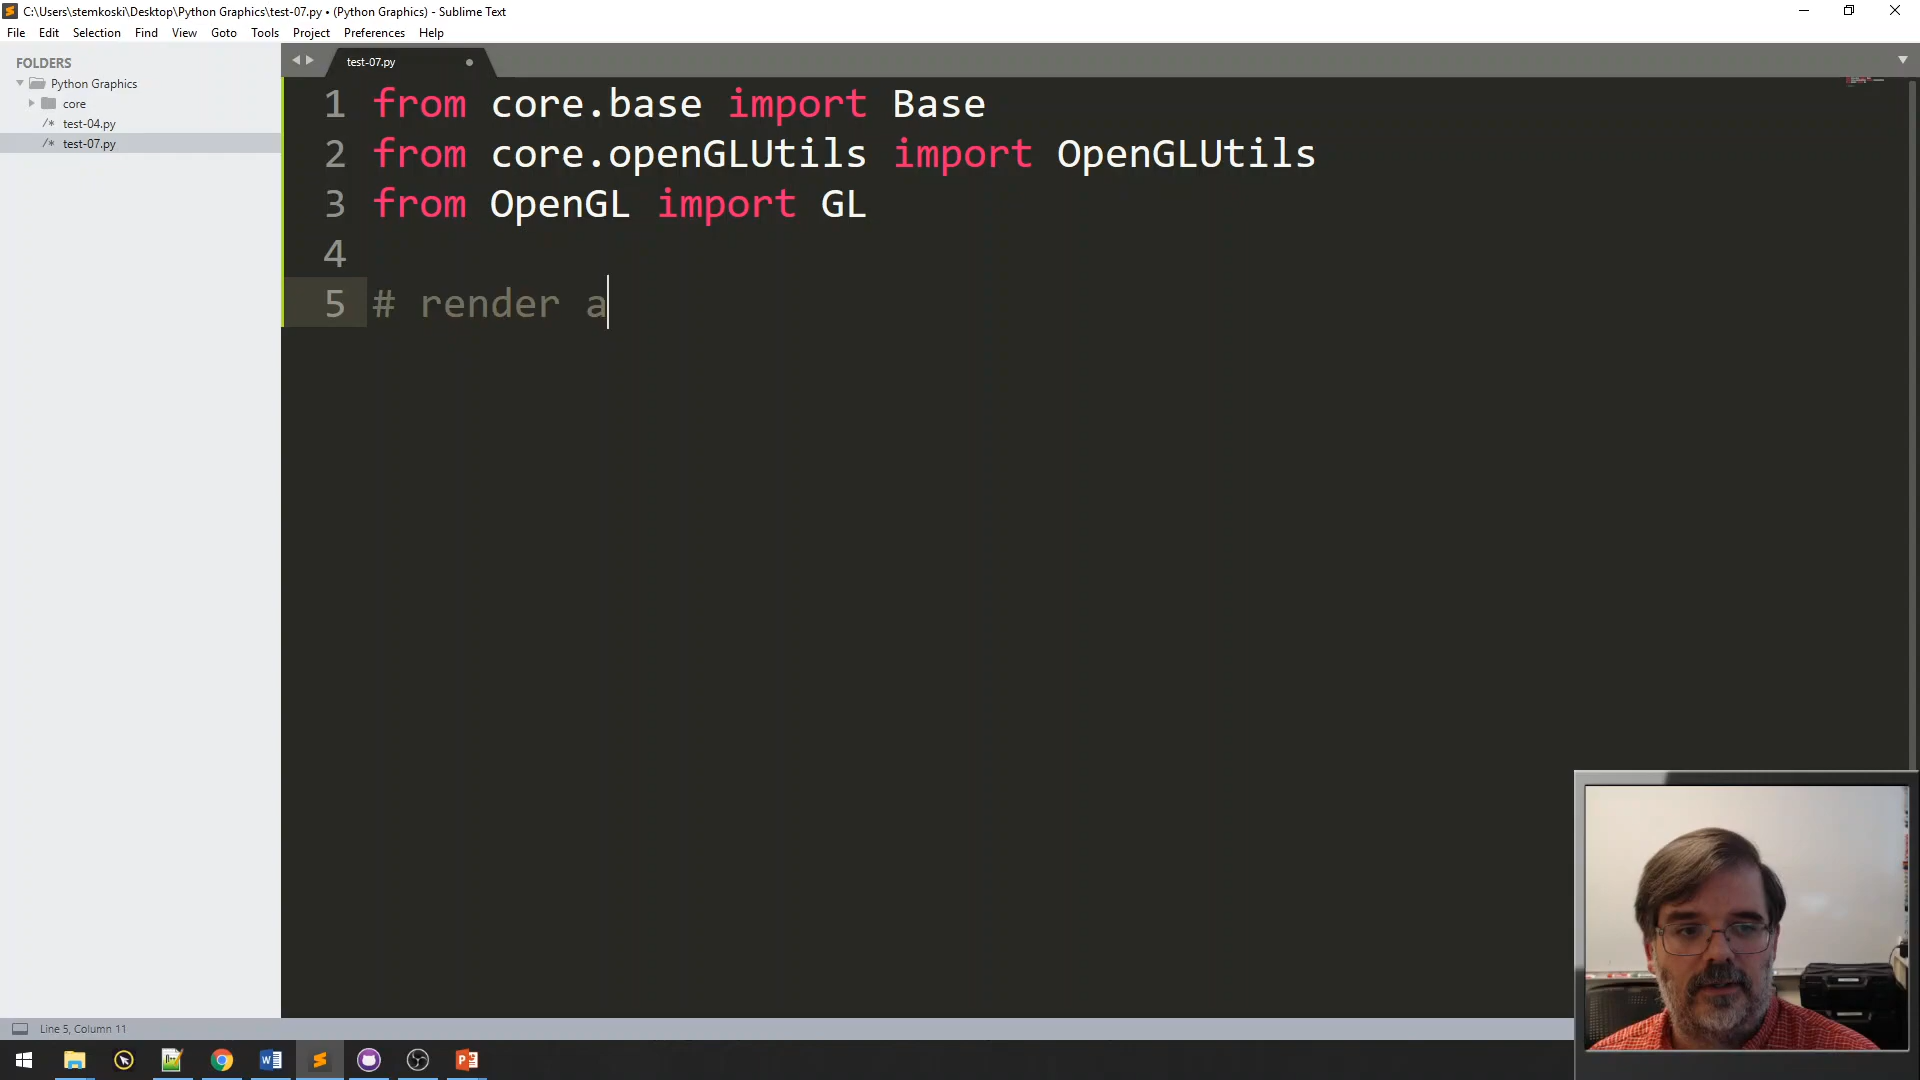 C:\Users\stemkoski\Desktop\Python Graphics\test-07.py • (Python Graphics) - Sublime Text
File Edit Selection Find View Goto Tools Project Preferences Help
FOLDERS
Python Graphics
core
/* test-04.py
/* test-07.py
test-07.py
1 from core.base import Base
2 from core.openGLUtils import OpenGLUtils
3 from OpenGL import GL
4
5 # render a
Line 5, Column 11